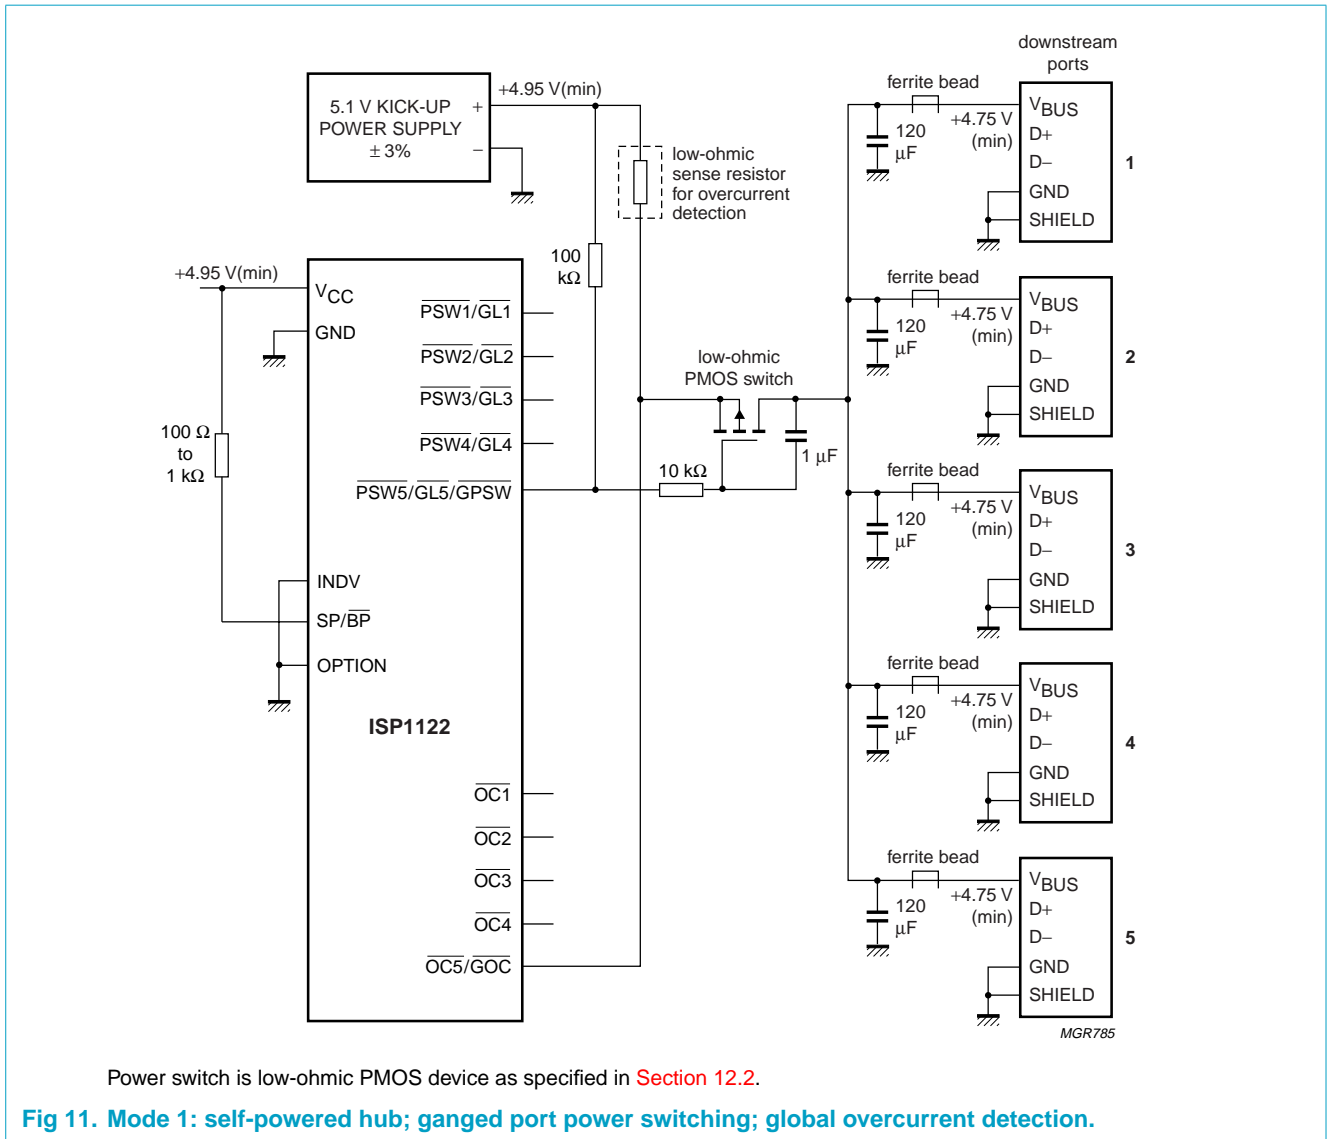 downstream
ports
5.1 V KICK-UP
POWER SUPPLY
± 3%
+
−
+4.95 V(min)
low-ohmic
sense resistor
for overcurrent
detection
100
kΩ
+4.95 V(min)
100 Ω
to
1 kΩ
VCC
GND
INDV
SP/BP
OPTION
ISP1122
PSW1/GL1
PSW2/GL2
PSW3/GL3
PSW4/GL4
PSW5/GL5/GPSW
OC1
OC2
OC3
OC4
OC5/GOC
low-ohmic
PMOS switch
10 kΩ
1 μF
ferrite bead
120
μF
+4.75 V
(min)
VBUS
D+
D−
GND
SHIELD
1
ferrite bead
120
μF
+4.75 V
(min)
VBUS
D+
D−
GND
SHIELD
2
ferrite bead
120
μF
+4.75 V
(min)
VBUS
D+
D−
GND
SHIELD
3
ferrite bead
120
μF
+4.75 V
(min)
VBUS
D+
D−
GND
SHIELD
4
ferrite bead
120
μF
+4.75 V
(min)
VBUS
D+
D−
GND
SHIELD
5
MGR785
Power switch is low-ohmic PMOS device as specified in Section 12.2.
Fig 11. Mode 1: self-powered hub; ganged port power switching; global overcurrent detection.